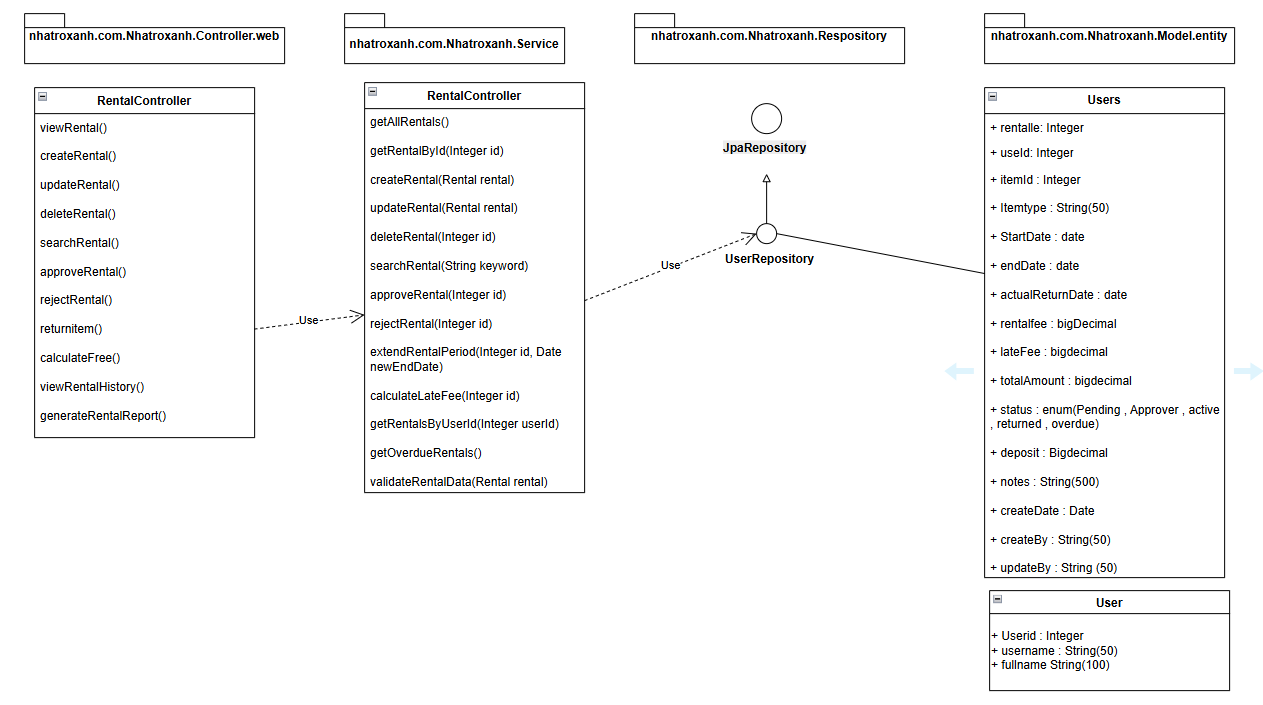 nhatroxanh.com.Nhatroxanh.Controller.web
nhatroxanh.com.Nhatroxanh.Service
nhatroxanh.com.Nhatroxanh.Respository
nhatroxanh.com.Nhatroxanh.Model.entity
RentalController
viewRental()
createRental()
updateRental()
deleteRental()
searchRental()
approveRental()
rejectRental()
returnitem()
calculateFree()
viewRentalHistory()
generateRentalReport()
Use
RentalController
getAllRentals()
getRentalById(Integer id)
createRental(Rental rental)
updateRental(Rental rental)
deleteRental(Integer id)
searchRental(String keyword)
approveRental(Integer id)
rejectRental(Integer id)
extendRentalPeriod(Integer id, Date
newEndDate)
calculateLateFee(Integer id)
getRentalsByUserId(Integer userId)
getOverdueRentals()
validateRentalData(Rental rental)
Use
JpaRepository
UserRepository
Users
+ rentalle: Integer
+ useId: Integer
+ itemId : Integer
+ Itemtype : String(50)
+ StartDate : date
+ endDate : date
+ actualReturnDate : date
+ rentalfee : bigDecimal
+ lateFee : bigdecimal
+ totalAmount : bigdecimal
+ status : enum(Pending , Approver , active
, returned , overdue)
+ deposit : Bigdecimal
+ notes : String(500)
+ createDate : Date
+ createBy : String(50)
+ updateBy : String (50)
User
+ Userid : Integer
+ username : String(50)
+ fullname String(100)